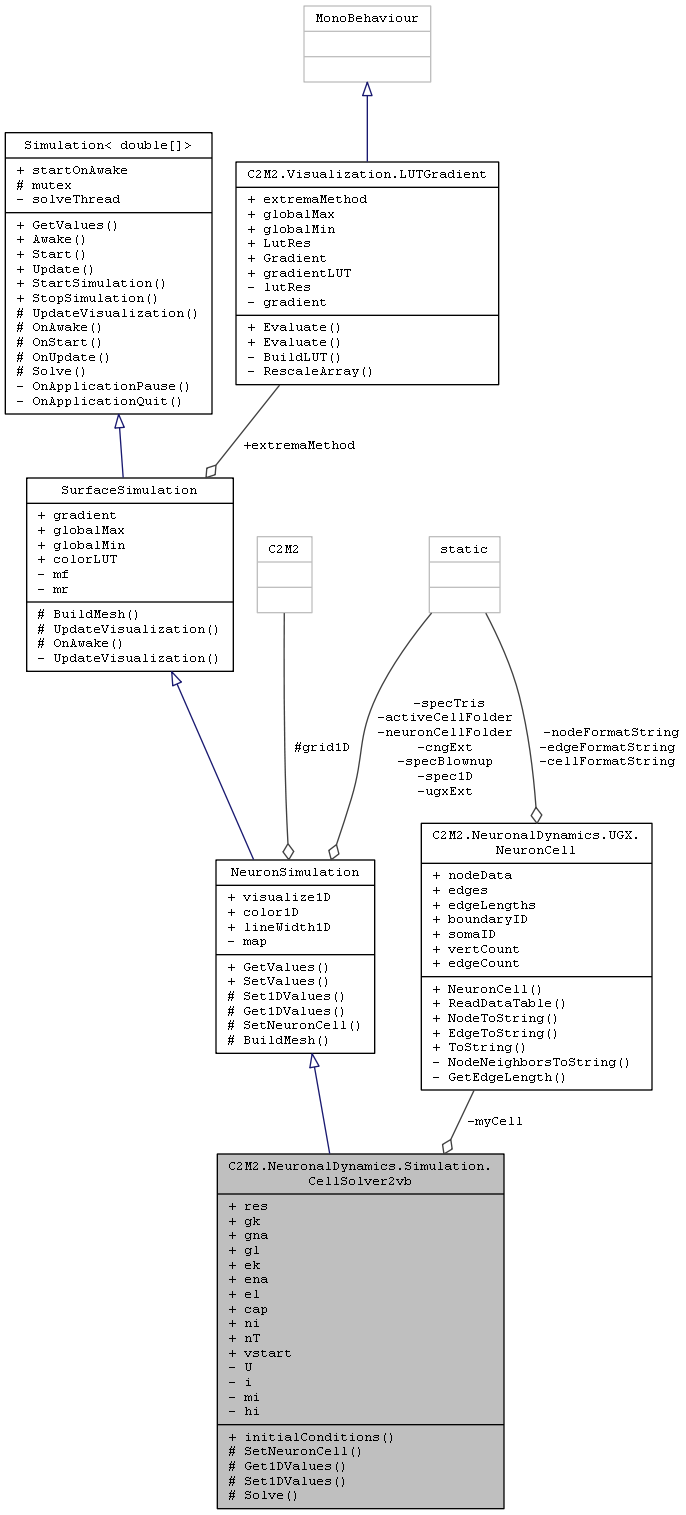 MonoBehaviour
Simulation< double[]>
+ startOnAwake
# mutex
- solveThread
+ GetValues()
+ Awake()
+ Start()
+ Update()
+ StartSimulation()
+ StopSimulation()
# UpdateVisualization()
# OnAwake()
# OnStart()
# OnUpdate()
# Solve()
- OnApplicationPause()
- OnApplicationQuit()
C2M2.Visualization.LUTGradient
+ extremaMethod
+ globalMax
+ globalMin
+ LutRes
+ Gradient
+ gradientLUT
- lutRes
- gradient
+ Evaluate()
+ Evaluate()
- BuildLUT()
- RescaleArray()
+extremaMethod
SurfaceSimulation
+ gradient
+ globalMax
+ globalMin
+ colorLUT
- mf
- mr
# BuildMesh()
# UpdateVisualization()
# OnAwake()
- UpdateVisualization()
C2M2
static
#grid1D
-specTris
-activeCellFolder
-neuronCellFolder
-cngExt
-specBlownup
-spec1D
-ugxExt
-nodeFormatString
-edgeFormatString
-cellFormatString
NeuronSimulation
+ visualize1D
+ color1D
+ lineWidth1D
- map
+ GetValues()
+ SetValues()
# Set1DValues()
# Get1DValues()
# SetNeuronCell()
# BuildMesh()
C2M2.NeuronalDynamics.UGX.
NeuronCell
+ nodeData
+ edges
+ edgeLengths
+ boundaryID
+ somaID
+ vertCount
+ edgeCount
+ NeuronCell()
+ ReadDataTable()
+ NodeToString()
+ EdgeToString()
+ ToString()
- NodeNeighborsToString()
- GetEdgeLength()
-myCell
C2M2.NeuronalDynamics.Simulation.
CellSolver2vb
+ res
+ gk
+ gna
+ gl
+ ek
+ ena
+ el
+ cap
+ ni
+ nT
+ vstart
- U
- i
- mi
- hi
+ initialConditions()
# SetNeuronCell()
# Get1DValues()
# Set1DValues()
# Solve()